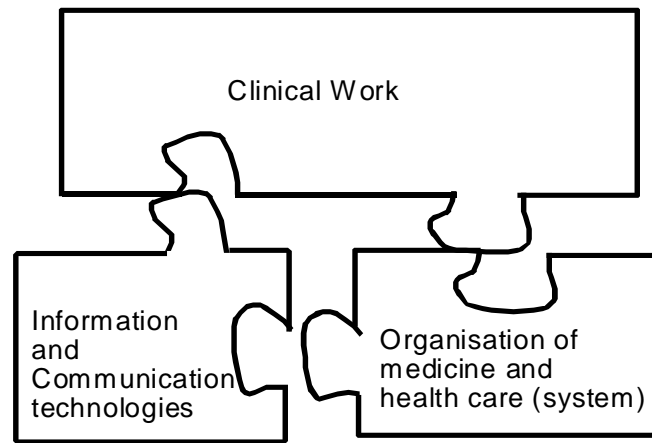 Clinical Work
Information
and
Communication
technologies
Organisation of
medicine and
health care (system)